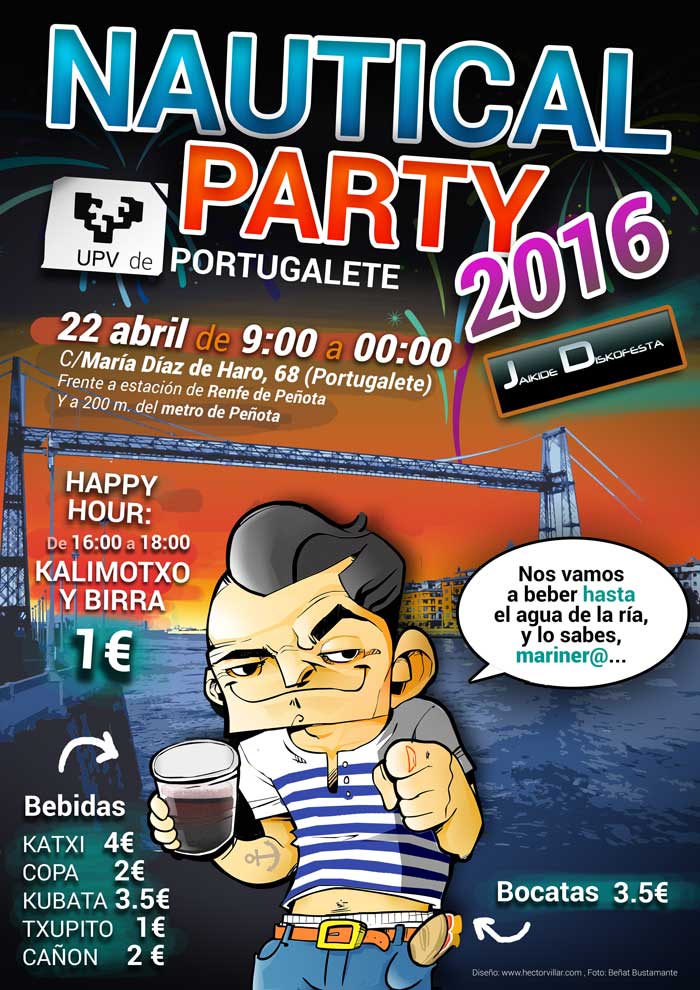 NAUTICAL
PARTY
2016
UPV de PORTUGALETE
JAIKIDE DISKOFESTA
22 abril de 9:00 a 00:00
C/María Díaz de Haro, 68 (Portugalete)
Frente a estación de Renfe de Peñota
Y a 200 m. del metro de Peñota
HAPPY
HOUR:
De 16:00 a 18:00
KALIMOTXO
Y BIRRA
1€
Nos vamos
a beber hasta
el agua de la ría,
y lo sabes,
mariner@...
Bebidas
KATXI 4€
COPA 2€
KUBATA 3.5€
TXUPITO 1€
CAÑON 2 €
Bocatas 3.5€
Diseño: www.hectorvillar.com , Foto: Beñat Bustamante